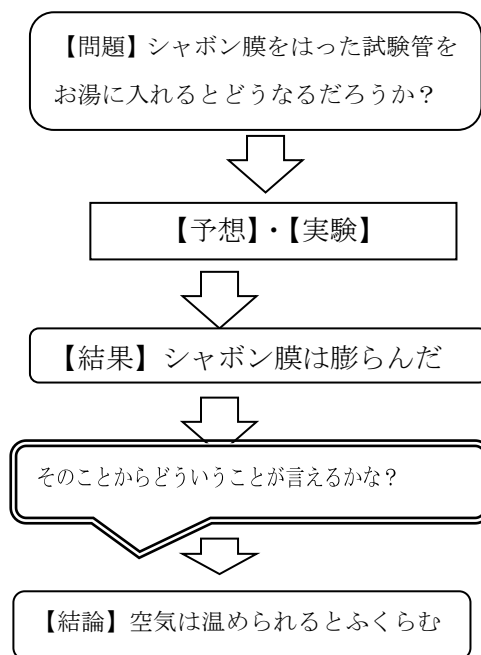 【問題】シャボン膜をはった試験管を
お湯に入れるとどうなるだろうか？
【予想】・【実験】
【結果】シャボン膜は膨らんだ
そのことからどういうことが言えるかな？
【結論】空気は温められるとふくらむ